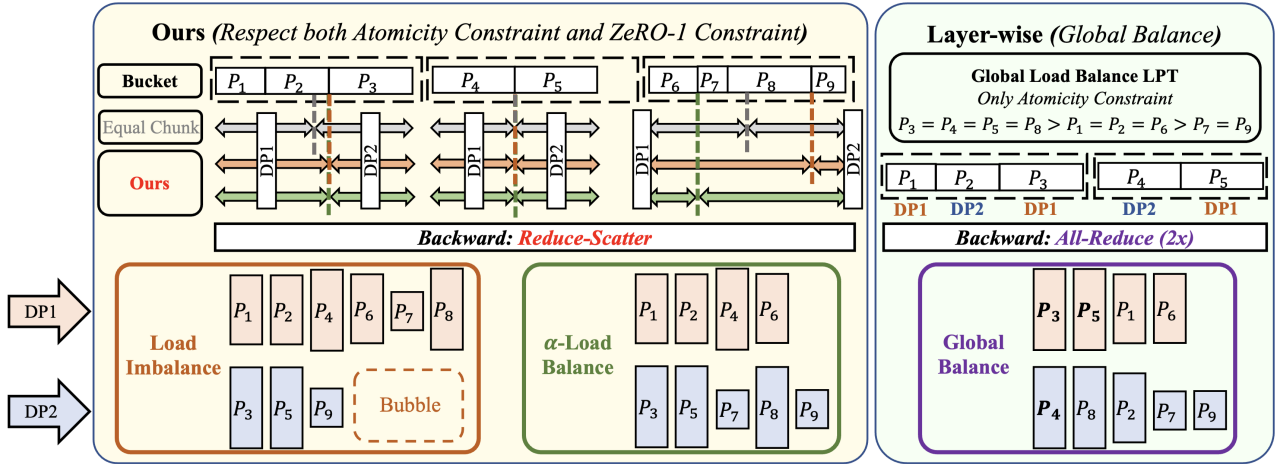 Ours (Respect both Atomicity Constraint and ZeRO-1 Constraint)
Bucket
P1 P2 P3 P4 P5 P6 P7 P8 P9
Equal Chunk
Ours
DP1 DP2 DP1 DP2 DP1 DP2
Backward: Reduce-Scatter
DP1
DP2
Load
Imbalance
P1 P2 P4 P6 P7 P8
P3 P5 P9
Bubble
α-Load
Balance
P1 P2 P4 P6
P3 P5 P7 P8 P9
Layer-wise (Global Balance)
Global Load Balance LPT
Only Atomicity Constraint
P3 = P4 = P5 = P8 > P1 = P2 = P6 > P7 = P9
P1 P2 P3 P4 P5
DP1 DP2 DP1 DP2 DP1
Backward: All-Reduce (2x)
Global
Balance
P3 P5 P1 P6
P4 P8 P2 P7 P9